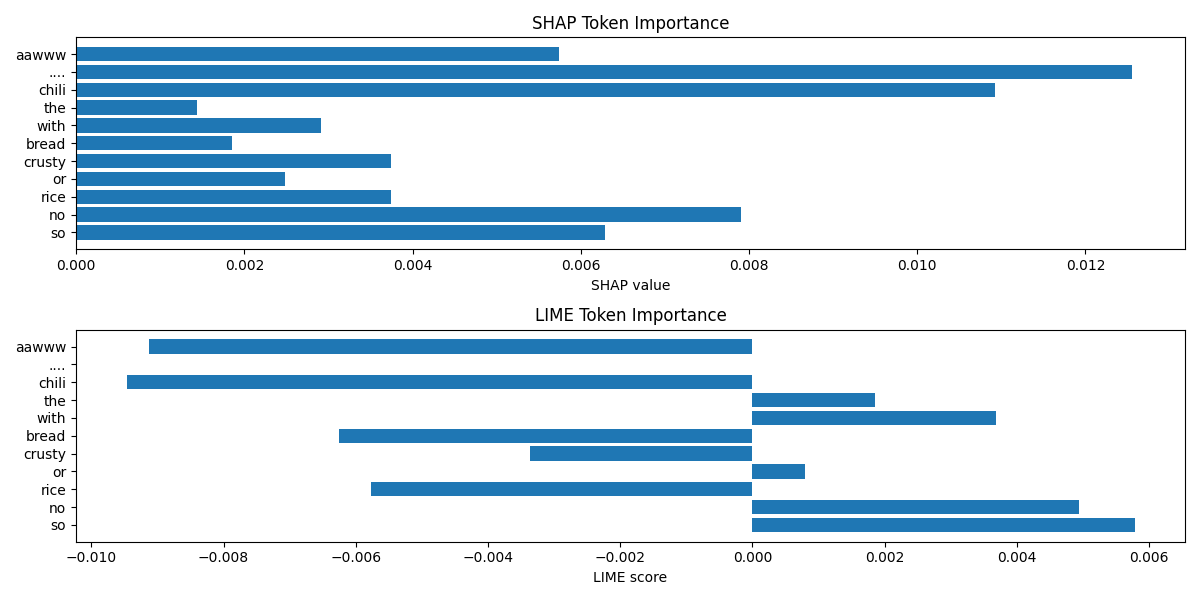 SHAP Token Importance
aawww
....
chili
the
with
bread
crusty
or
rice
no
so
0.000 0.002 0.004 0.006 0.008 0.010 0.012
SHAP value
LIME Token Importance
aawww
....
chili
the
with
bread
crusty
or
rice
no
so
−0.010 −0.008 −0.006 −0.004 −0.002 0.000 0.002 0.004 0.006
LIME score